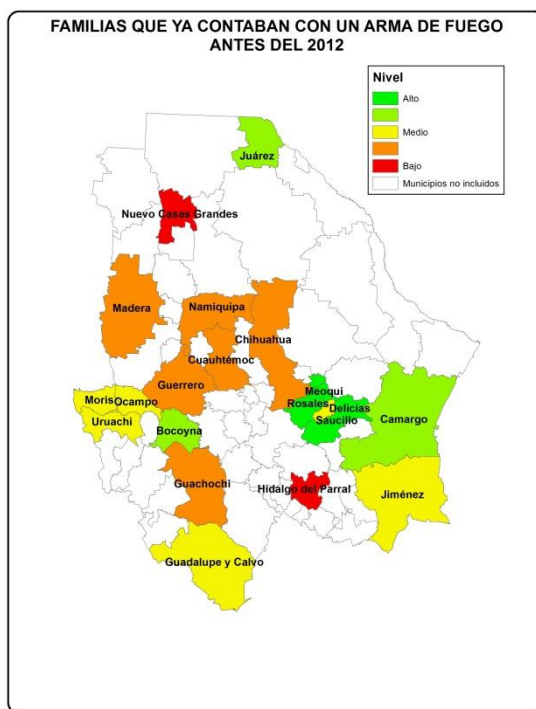 FAMILIAS QUE YA CONTABAN CON UN ARMA DE FUEGO
ANTES DEL 2012
Nivel
Alto
Medio
Bajo
Municipios no incluidos
Juárez
Nuevo Casas Grandes
Madera
Namiquipa
Chihuahua
Cuauhtémoc
Guerrero
Meoqui
Rosales
Delicias
Saucillo
Camargo
Moris
Ocampo
Uruachi
Bocoyna
Guachochi
Hidalgo del Parral
Jiménez
Guadalupe y Calvo